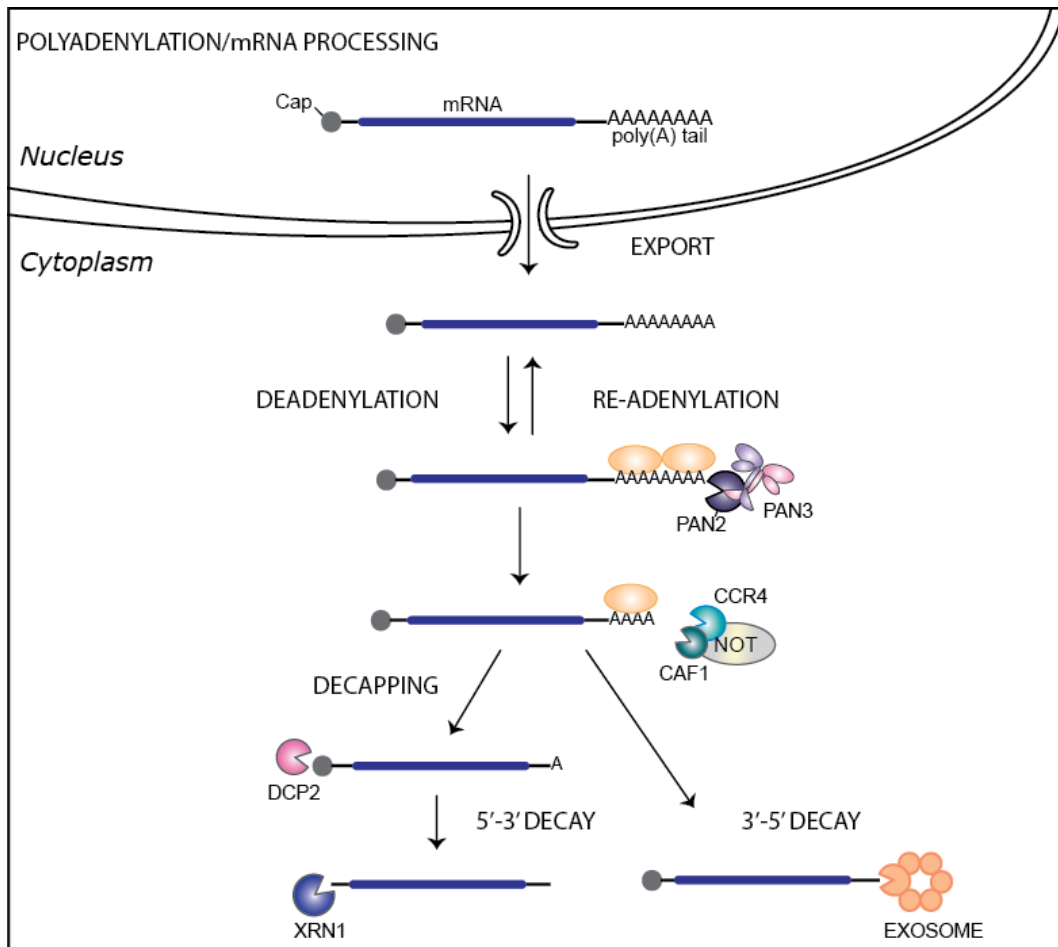 POLYADENYLATION/mRNA PROCESSING
Cap
mRNA
AAAAAAAA
poly(A) tail
Nucleus
EXPORT
Cytoplasm
AAAAAAAA
DEADENYLATION
RE-ADENYLATION
AAAAAAAA
PAN2
PAN3
CCR4
AAAA
NOT
CAF1
DECAPPING
A
DCP2
5'-3' DECAY
3'-5' DECAY
XRN1
EXOSOME